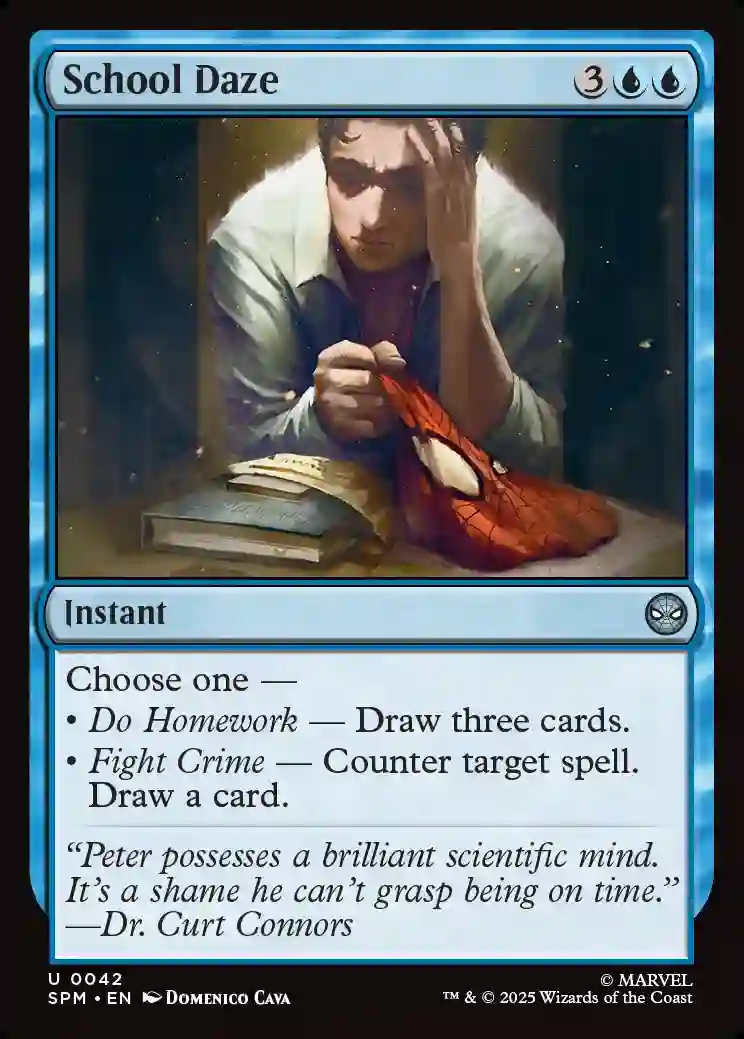 School Daze 3
Instant
Choose one —
• Do Homework — Draw three cards.
• Fight Crime — Counter target spell.
Draw a card.
“Peter possesses a brilliant scientific mind.
It’s a shame he can’t grasp being on time.”
—Dr. Curt Connors
U 0042
SPM • EN Domenico Cava
© MARVEL
™ & © 2025 Wizards of the Coast